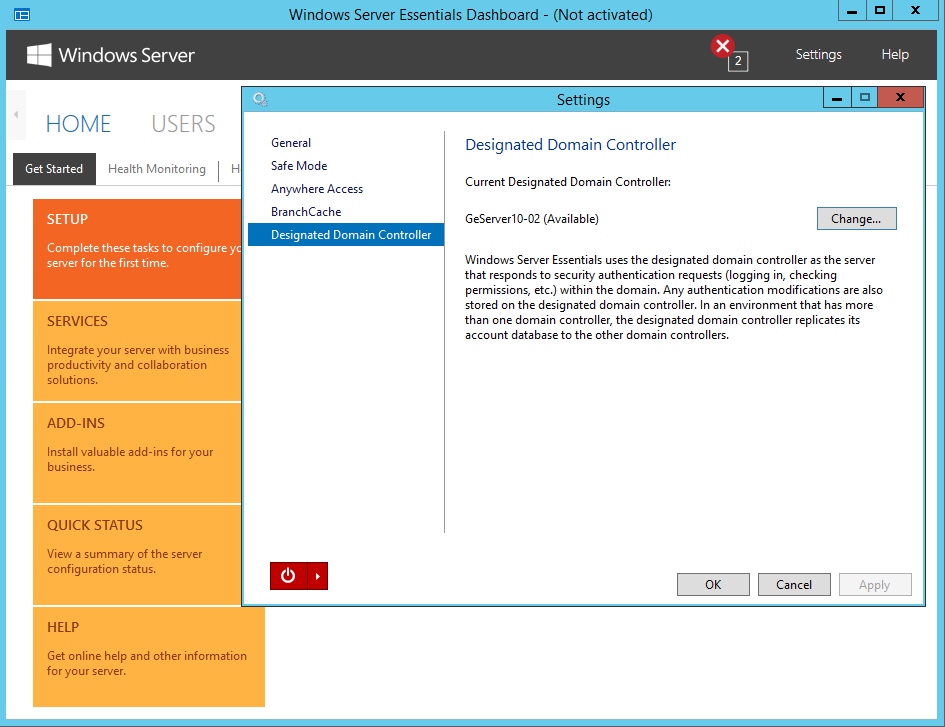 Windows Server Essentials Dashboard - (Not activated)
Windows Server
2
Settings
Help
HOME
USERS
Get Started
Health Monitoring
H
SETUP
Complete these tasks to configure yo
server for the first time.
SERVICES
Integrate your server with business
productivity and collaboration
solutions.
ADD-INS
Install valuable add-ins for your
business.
QUICK STATUS
View a summary of the server
configuration status.
HELP
Get online help and other information
for your server.
Settings
General
Safe Mode
Anywhere Access
BranchCache
Designated Domain Controller
Designated Domain Controller
Current Designated Domain Controller:
GeServer10-02 (Available)
Change...
Windows Server Essentials uses the designated domain controller as the server
that responds to security authentication requests (logging in, checking
permissions, etc.) within the domain. Any authentication modifications are also
stored on the designated domain controller. In an environment that has more
than one domain controller, the designated domain controller replicates its
account database to the other domain controllers.
OK
Cancel
Apply